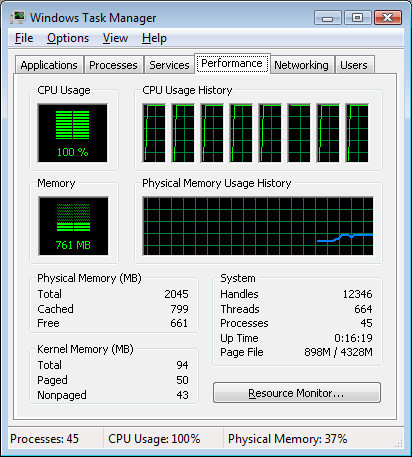 Windows Task Manager
File Options View Help
Applications Processes Services Performance Networking Users
CPU Usage CPU Usage History
100 %
Memory Physical Memory Usage History
761 MB
Physical Memory (MB)
Total 2045
Cached 799
Free 661
Kernel Memory (MB)
Total 94
Paged 50
Nonpaged 43
System
Handles 12346
Threads 664
Processes 45
Up Time 0:16:19
Page File 898M / 4328M
Resource Monitor...
Processes: 45 CPU Usage: 100% Physical Memory: 37%